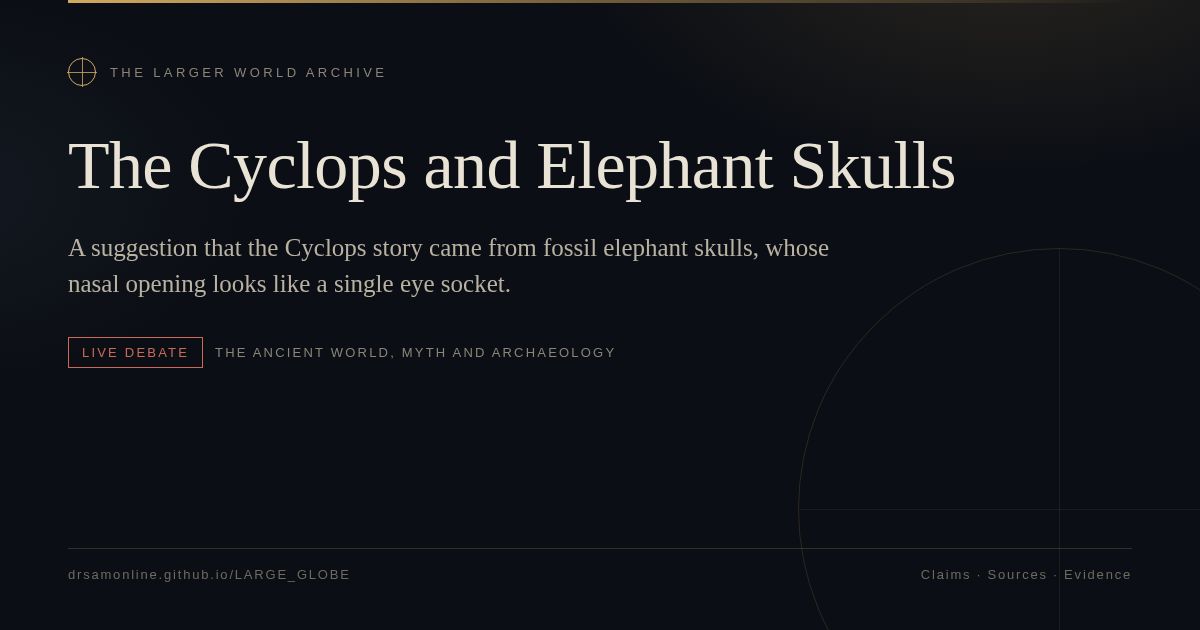 THE LARGER WORLD ARCHIVE
The Cyclops and Elephant Skulls
A suggestion that the Cyclops story came from fossil elephant skulls, whose
nasal opening looks like a single eye socket.
LIVE DEBATE THE ANCIENT WORLD, MYTH AND ARCHAEOLOGY
drsamonline.github.io/LARGE_GLOBE
Claims · Sources · Evidence